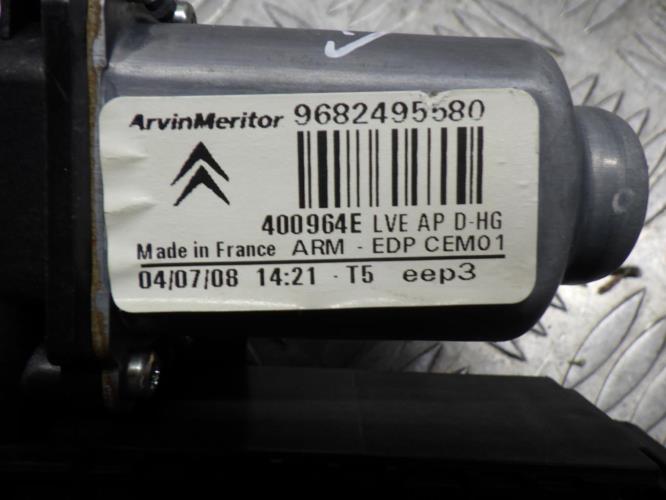 ArvinMeritor 9682495580
400964E LVE AP D-HG
Made in France ARM - EDP CEM01
04/07/08 14:21 - T5 eep3